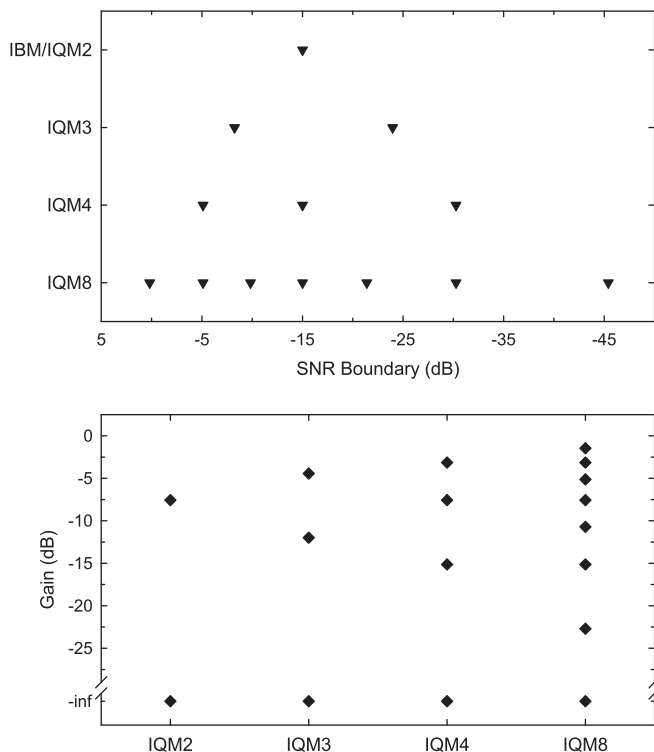 IBM/IQM2
IQM3
IQM4
IQM8
5 -5 -15 -25 -35 -45
SNR Boundary (dB)
0
-5
-10
-15
-20
-25
-inf
Gain (dB)
IQM2 IQM3 IQM4 IQM8